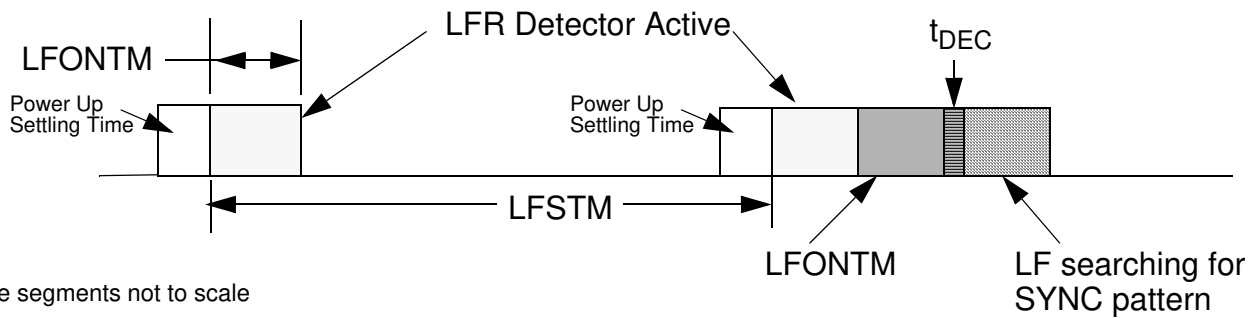 LFR Detector Active
tDEC
LFONTM
Power Up
Settling Time
Power Up
Settling Time
LFSTM
LFONTM
LF searching for
SYNC pattern
e segments not to scale